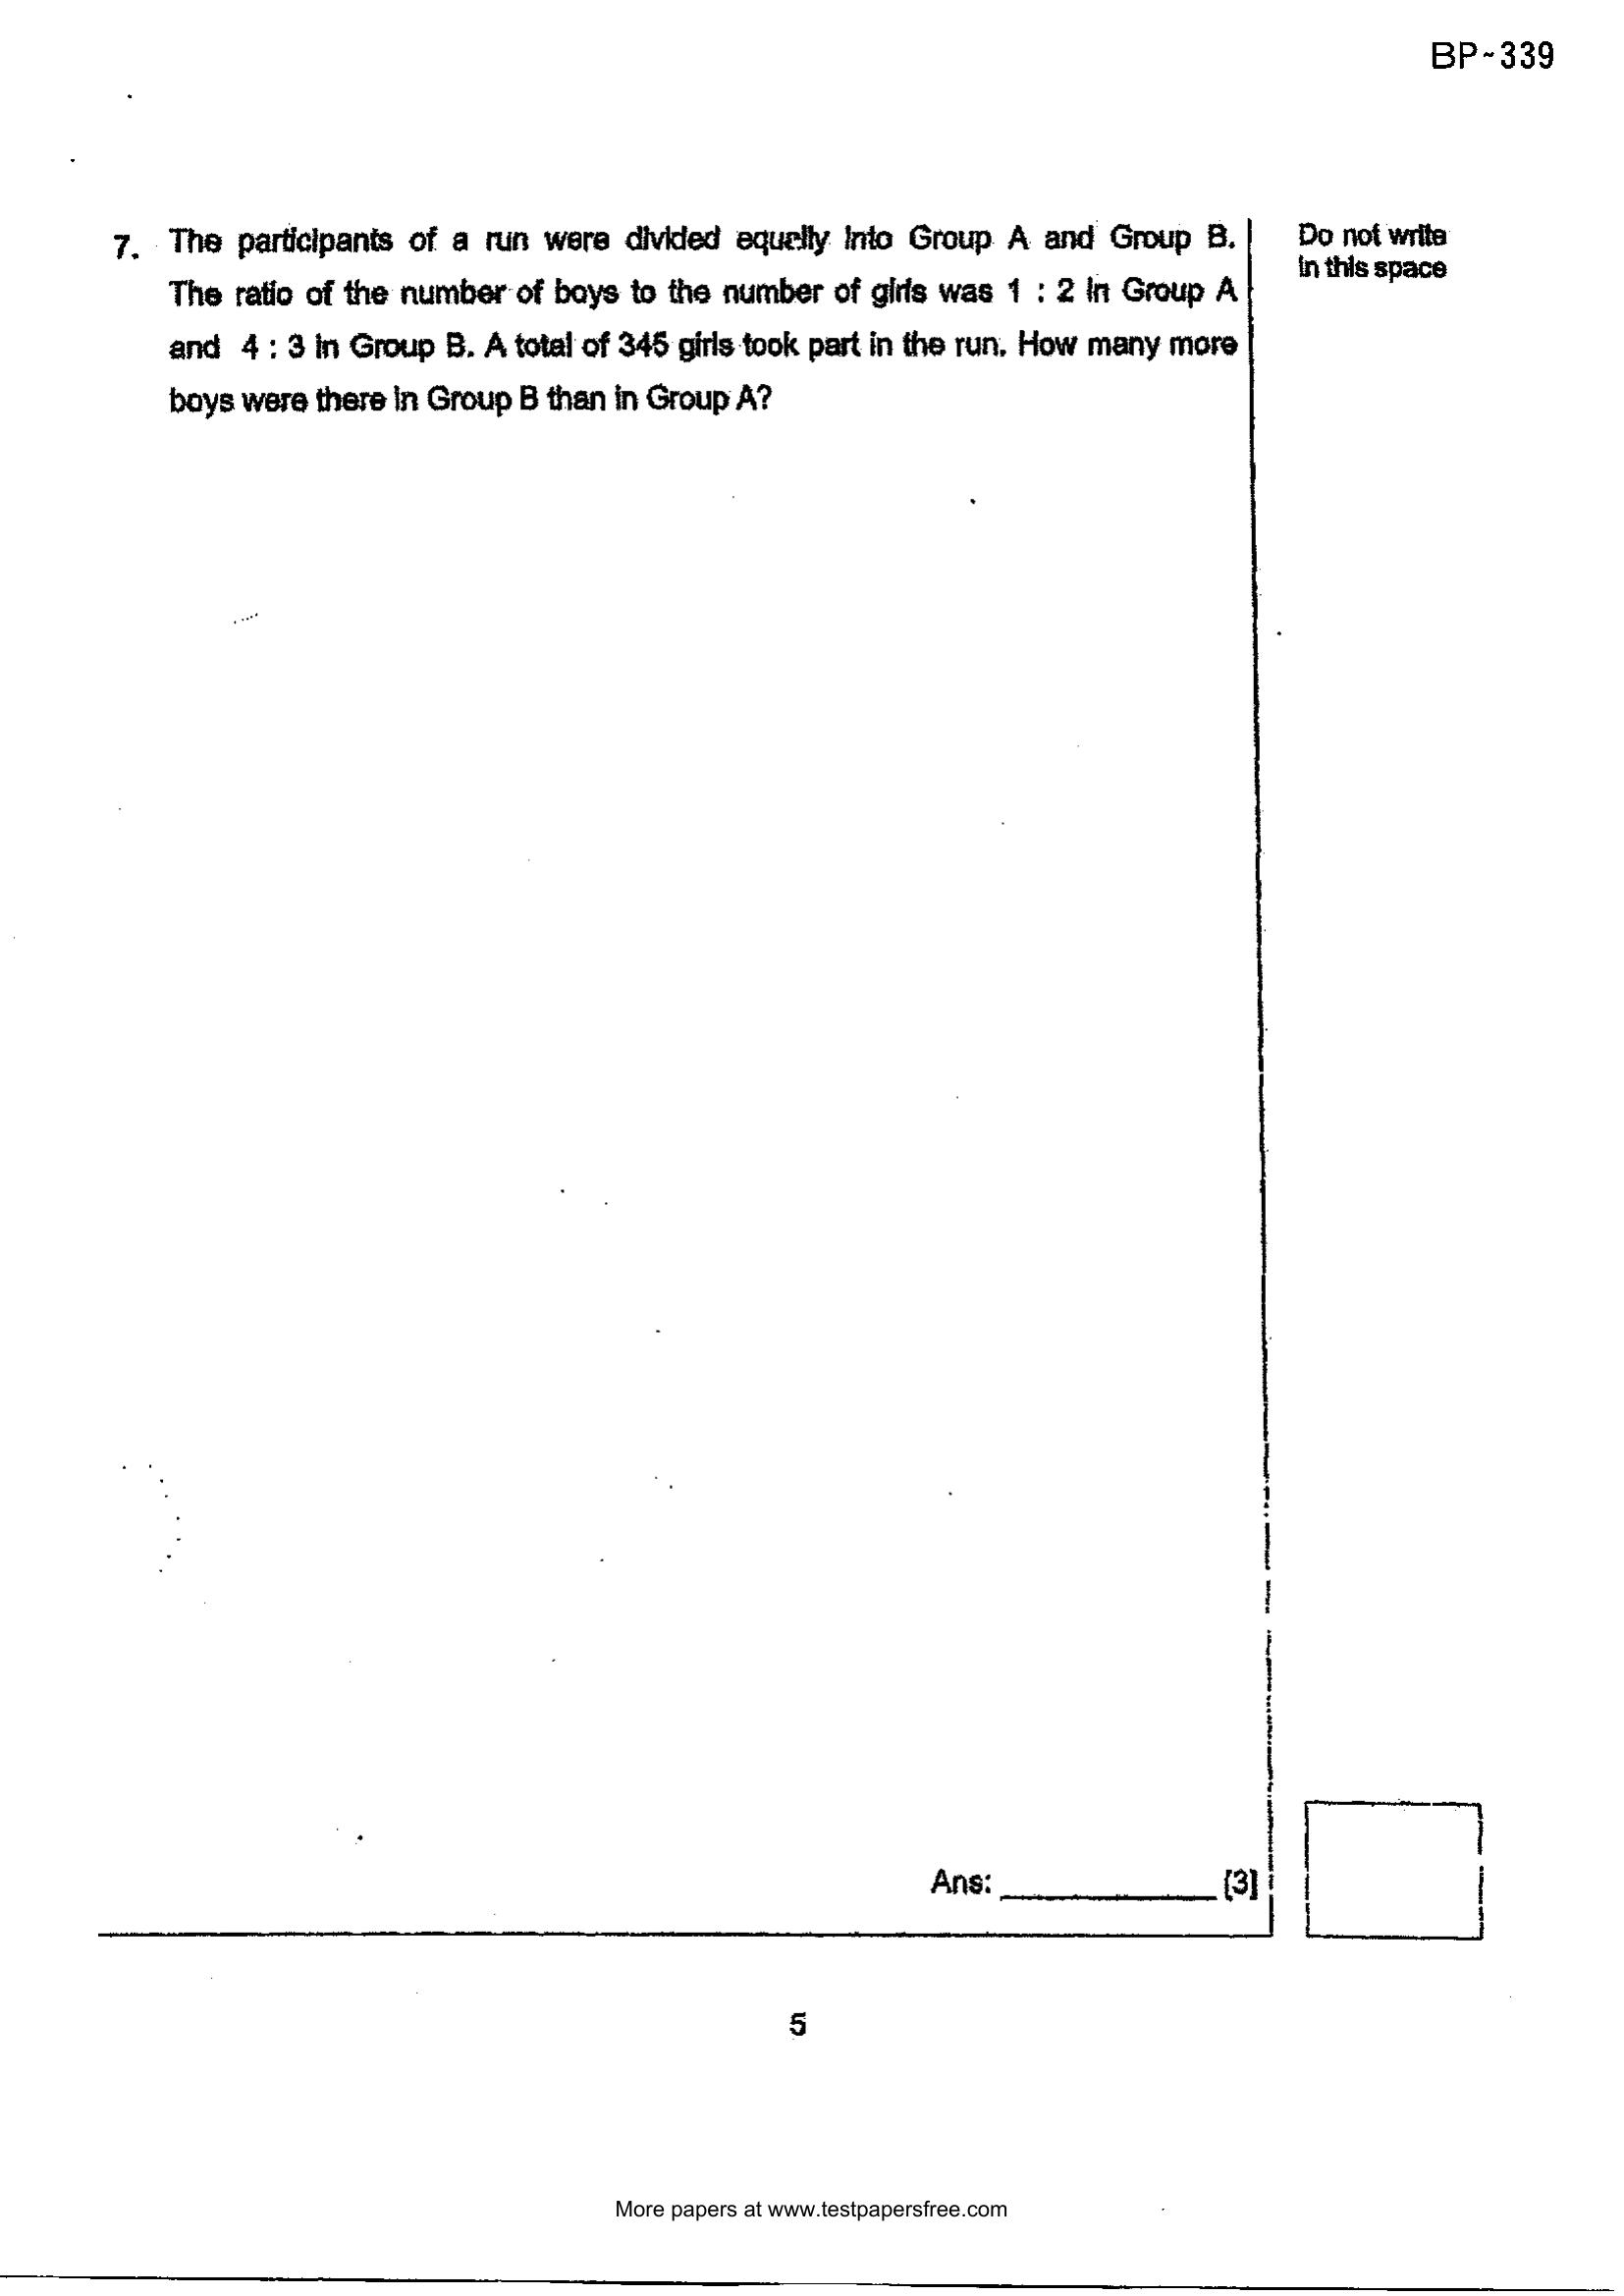 BP-339
7. The participants of a run were divided equally into Group A and Group B.
The ratio of the number of boys to the number of girls was 1 : 2 in Group A
and 4 : 3 in Group B. A total of 345 girls took part in the run. How many more
boys were there in Group B than in Group A?
Do not write
in this space
Ans: ____________ [3]
5
More papers at www.testpapersfree.com